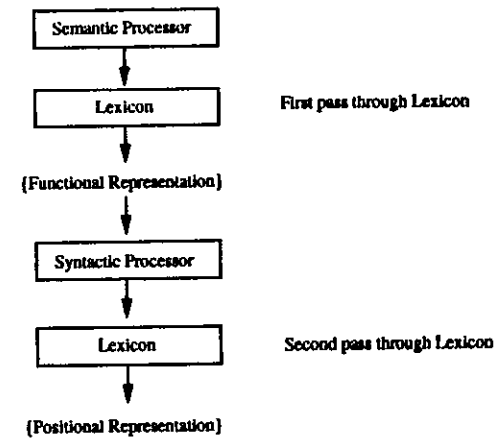 Semantic Processor
Lexicon
First pass through Lexicon
{Functional Representation}
Syntactic Processor
Lexicon
Second pass through Lexicon
{Positional Representation}